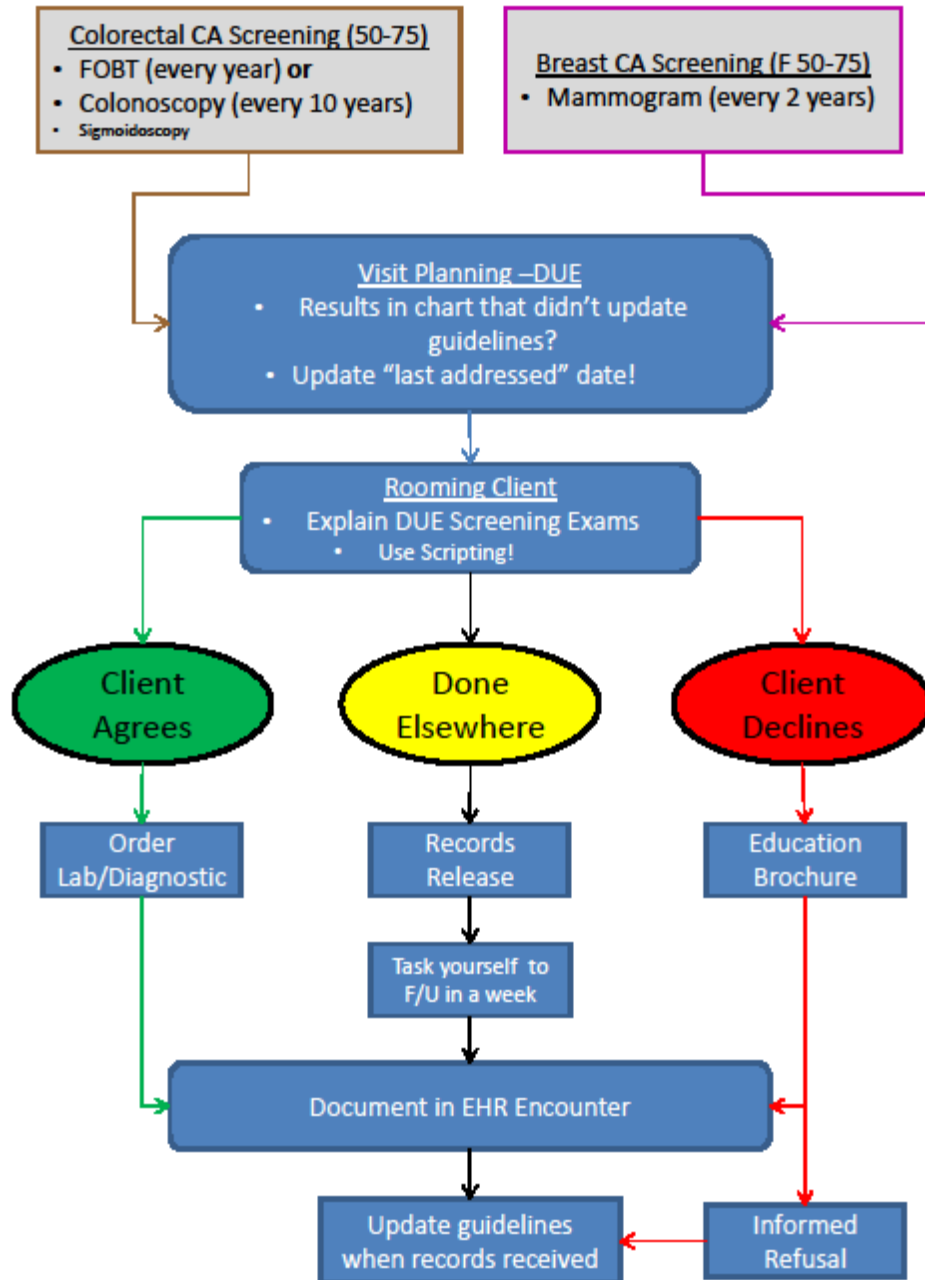 Colorectal CA Screening (50-75)
• FOBT (every year) or
• Colonoscopy (every 10 years)
• Sigmoidoscopy
Breast CA Screening (F 50-75)
• Mammogram (every 2 years)
Visit Planning –DUE
• Results in chart that didn't update
guidelines?
• Update "last addressed" date!
Rooming Client
• Explain DUE Screening Exams
• Use Scripting!
Client
Agrees
Done
Elsewhere
Client
Declines
Order
Lab/Diagnostic
Records
Release
Education
Brochure
Task yourself to
F/U in a week
Document in EHR Encounter
Update guidelines
when records received
Informed
Refusal